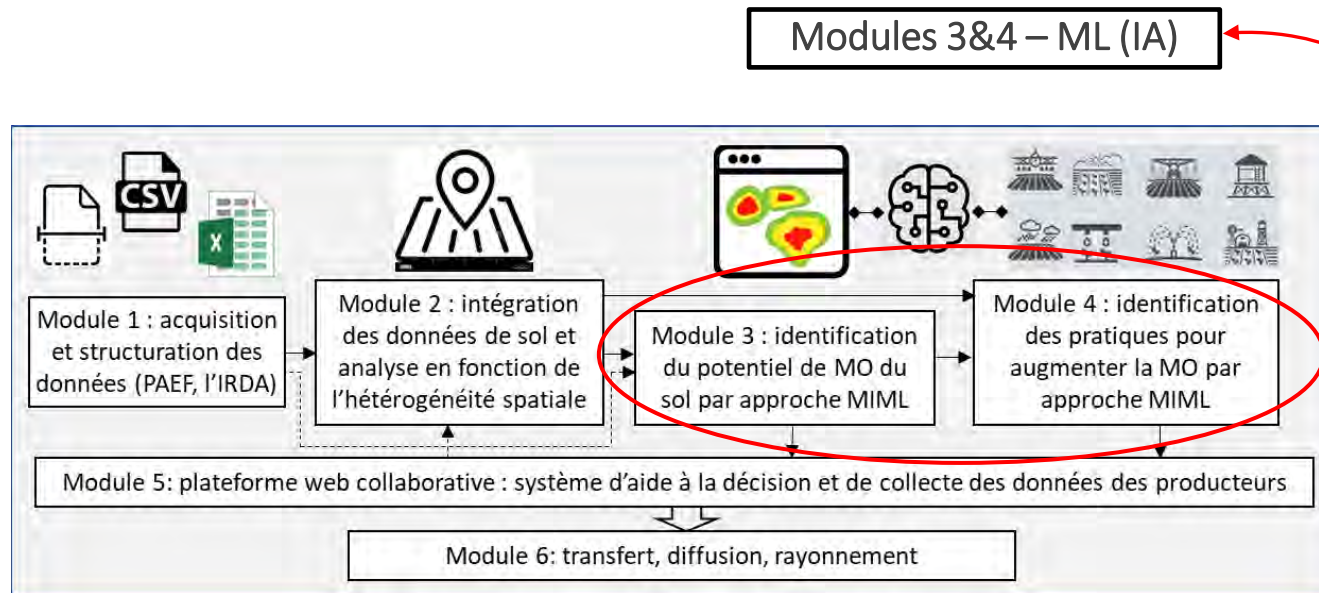 Modules 3&4 – ML (IA)
CSV
X
Module 1 : acquisition
et structuration des
données (PAEF, l’IRDA)
Module 2 : intégration
des données de sol et
analyse en fonction de
l’hétérogénéité spatiale
Module 3 : identification
du potentiel de MO du
sol par approche MIML
Module 4 : identification
des pratiques pour
augmenter la MO par
approche MIML
Module 5: plateforme web collaborative : système d’aide à la décision et de collecte des données des producteurs
Module 6: transfert, diffusion, rayonnement